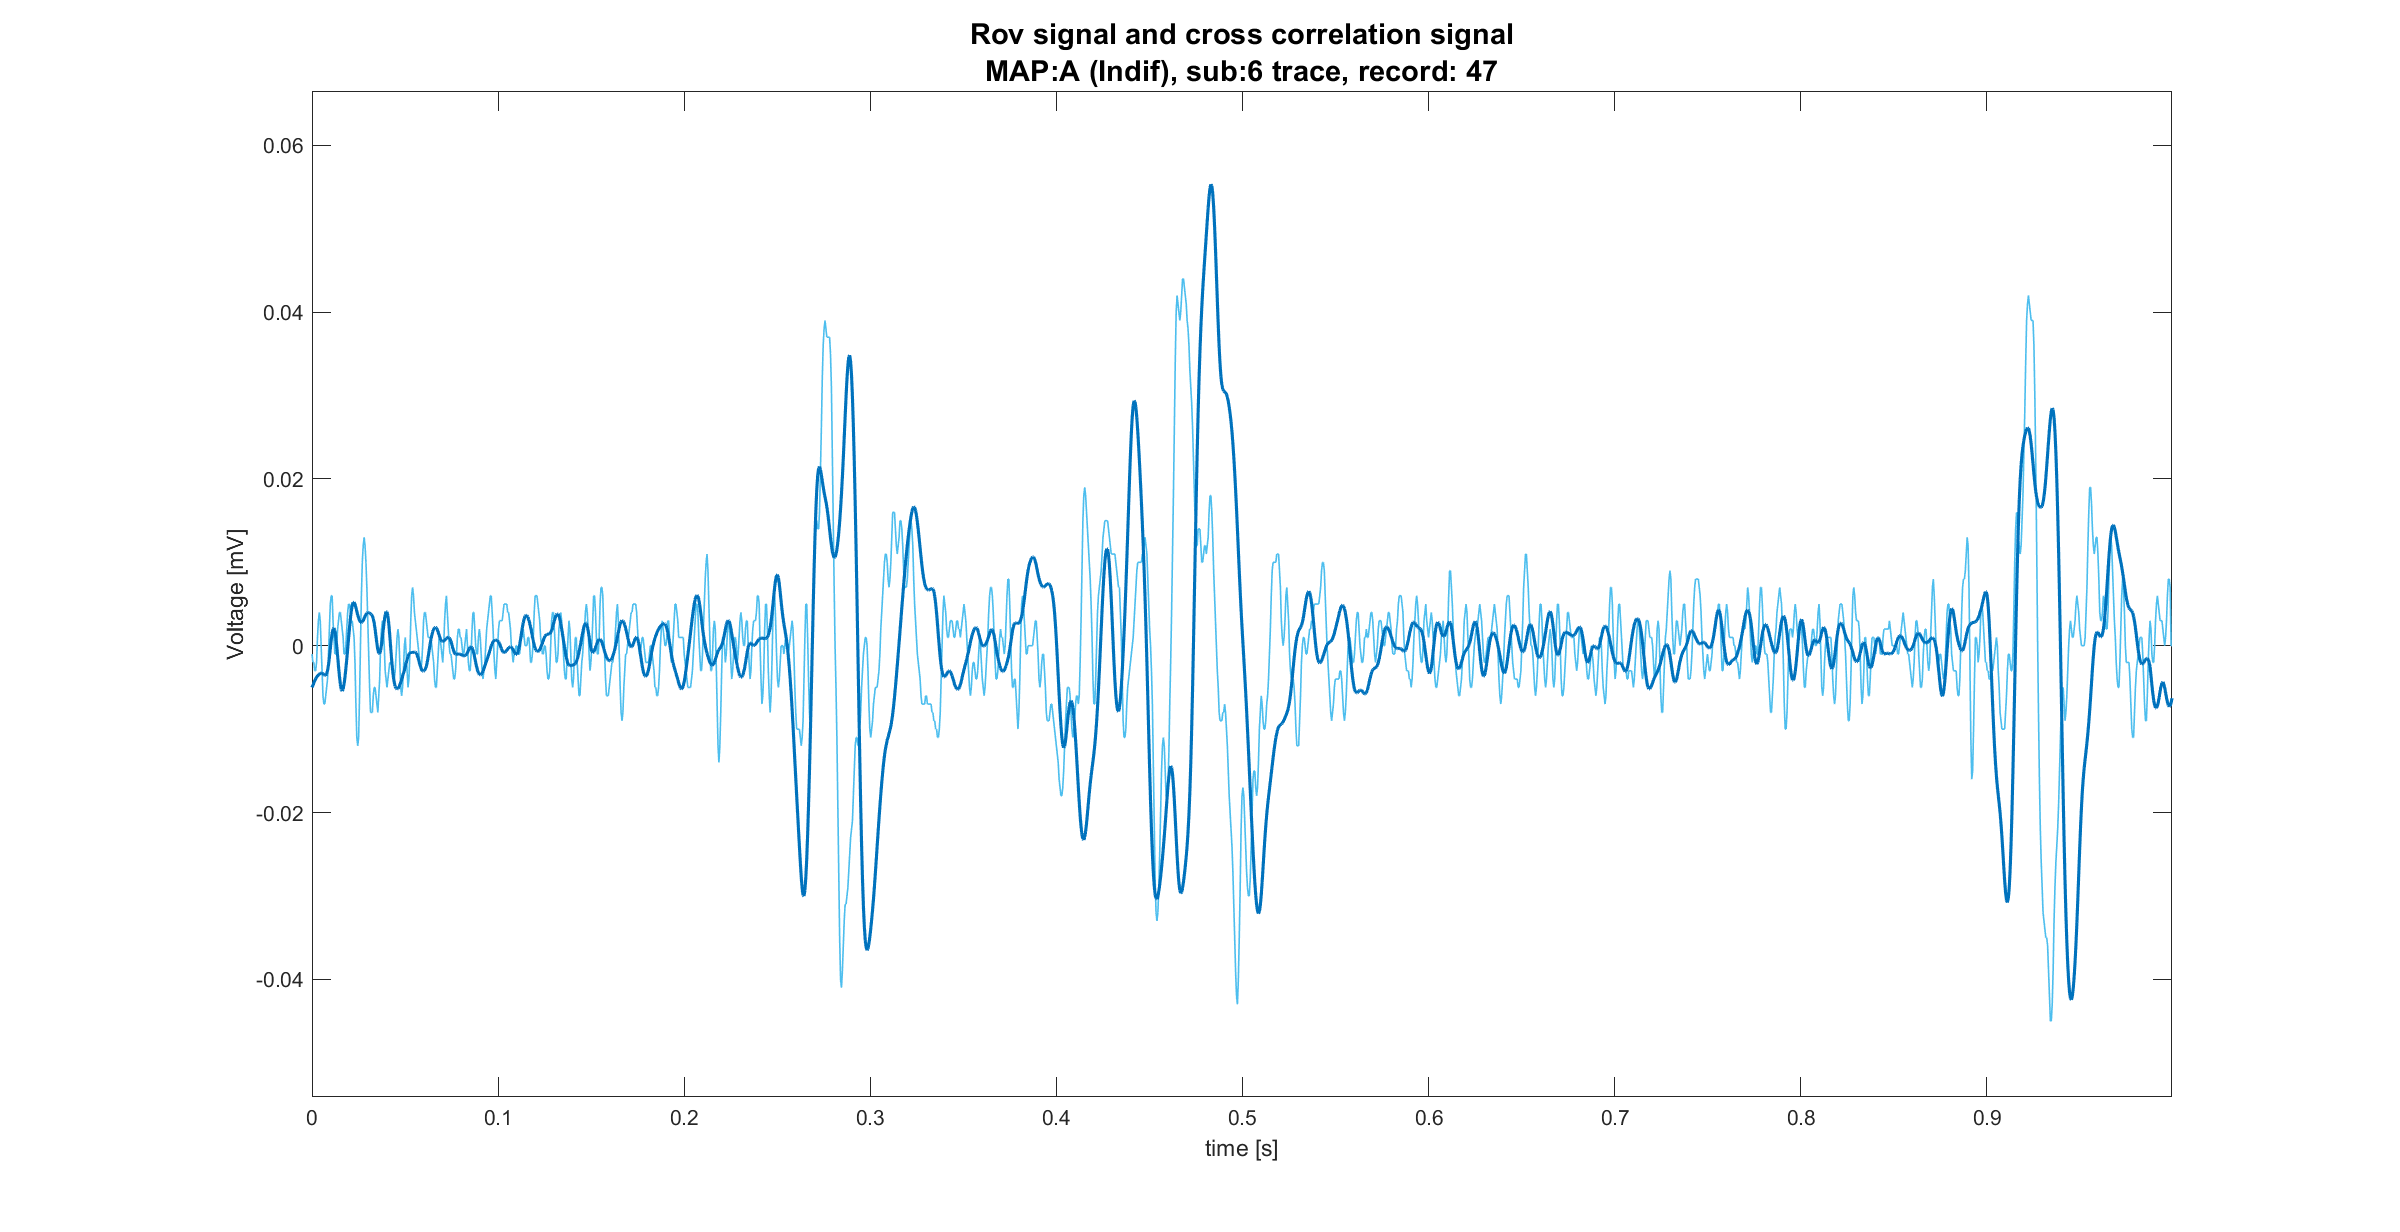 Rov signal and cross correlation signal
MAP:A (Indif), sub:6 trace, record: 47
0.06
0.04
0.02
0
-0.02
-0.04
Voltage [mV]
0 0.1 0.2 0.3 0.4 0.5 0.6 0.7 0.8 0.9
time [s]